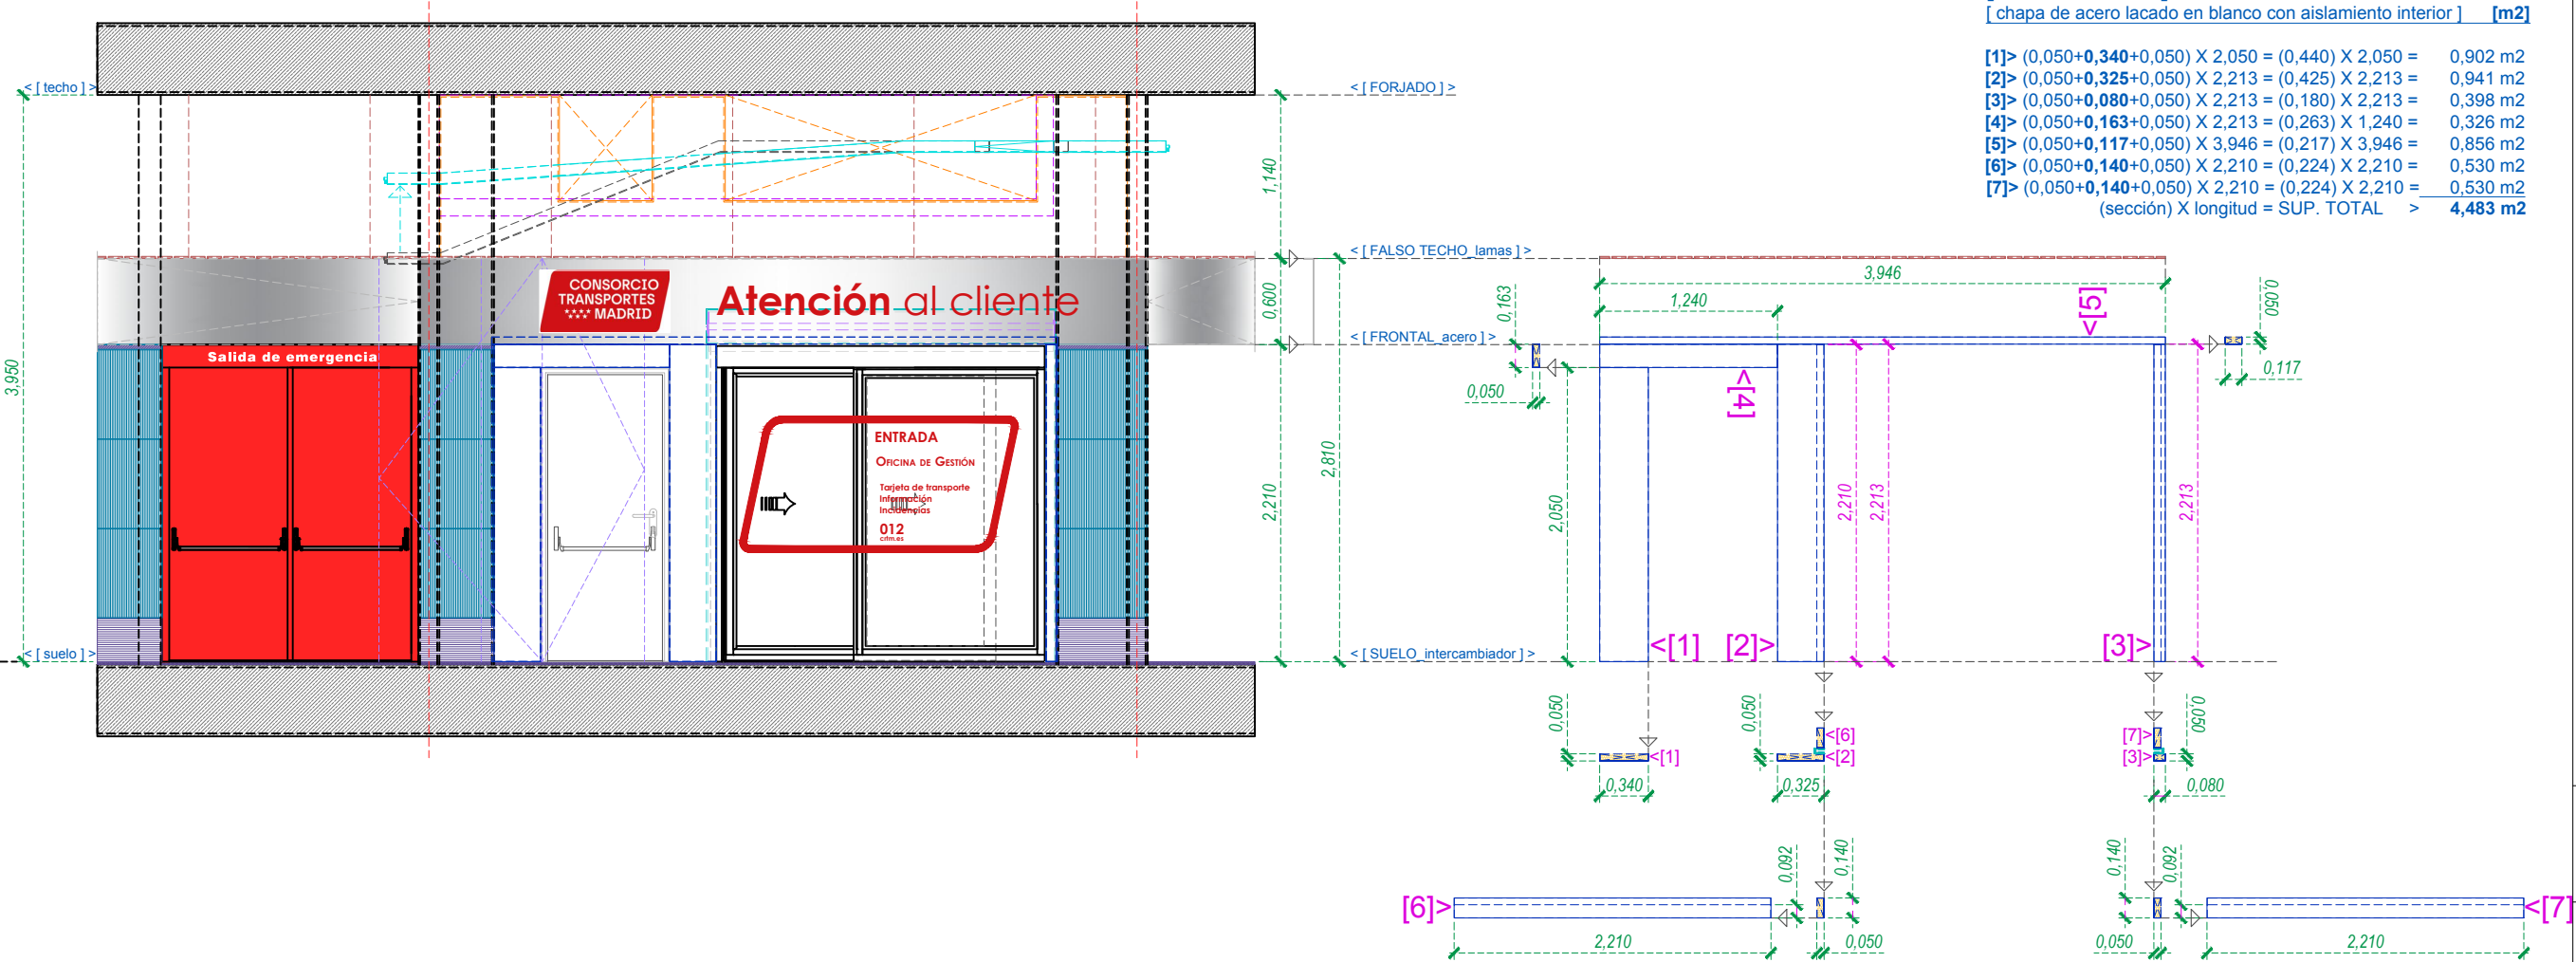 [ chapa de acero lacado en blanco con aislamiento interior ] [m2]
[1]> (0,050+0,340+0,050) X 2,050 = (0,440) X 2,050 = 0,902 m2
[2]> (0,050+0,325+0,050) X 2,213 = (0,425) X 2,213 = 0,941 m2
[3]> (0,050+0,080+0,050) X 2,213 = (0,180) X 2,213 = 0,398 m2
[4]> (0,050+0,163+0,050) X 2,213 = (0,263) X 1,240 = 0,326 m2
[5]> (0,050+0,117+0,050) X 3,946 = (0,217) X 3,946 = 0,856 m2
[6]> (0,050+0,140+0,050) X 2,210 = (0,224) X 2,210 = 0,530 m2
[7]> (0,050+0,140+0,050) X 2,210 = (0,224) X 2,210 = 0,530 m2
(sección) X longitud = SUP. TOTAL > 4,483 m2
< [ techo ] >
3,950
< [ suelo ] >
CONSORCIO
TRANSPORTES
MADRID
Atención al cliente
Salida de emergencia
ENTRADA
OFICINA DE GESTIÓN
Tarjeta de transporte
Información
Incidencias
012
crtm.es
< [ FORJADO ] >
1,140
< [ FALSO TECHO_lamas ] >
0,600
< [ FRONTAL_acero ] >
2,810
2,210
< [ SUELO_intercambiador ] >
3,946
1,240
0,163
0,050
2,050
<[5]
<[4]
0,050
0,117
2,210
2,213
2,213
<[1]
[2]>
[3]>
0,050
<[1]
0,340
0,050
<[6]
<[2]
0,325
[7]>
[3]>
0,050
0,080
[6]>
2,210
0,092
0,140
0,050
0,140
0,092
0,050
2,210
<[7]